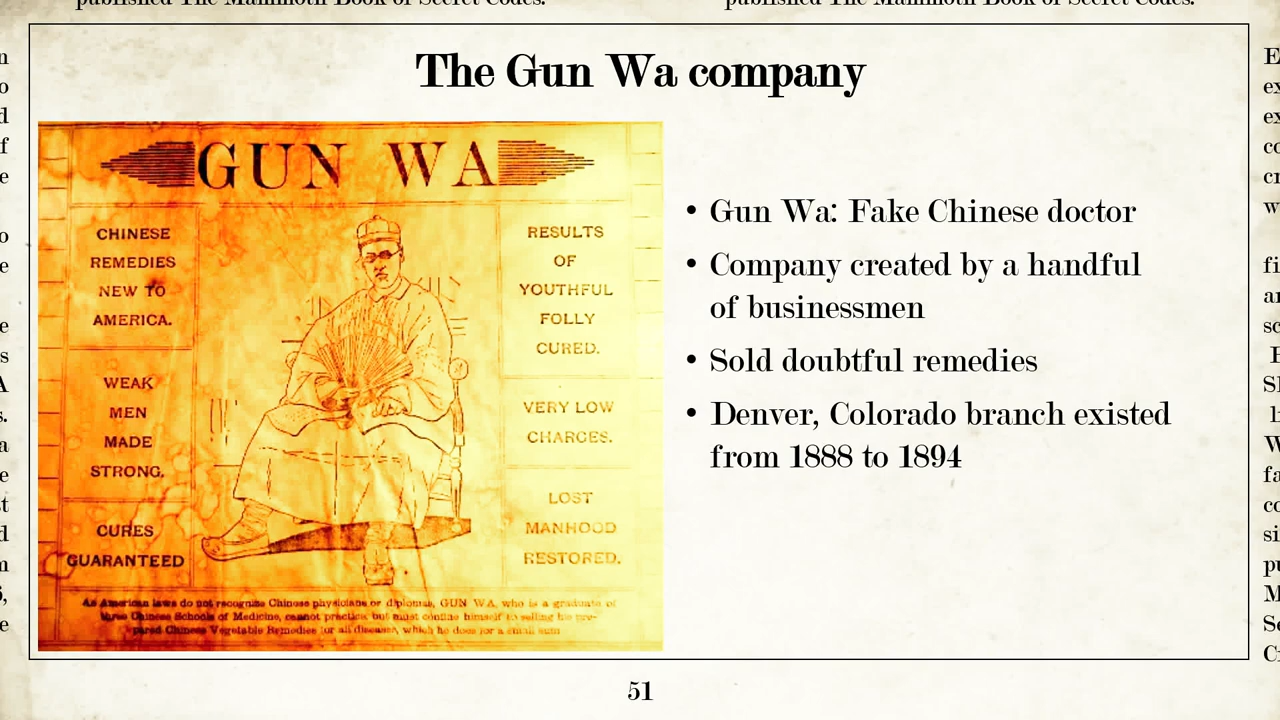 published The Mammoth Book of Secret Codes.
published The Mammoth Book of Secret Codes.
The Gun Wa company
GUN WA
CHINESE
REMEDIES
NEW TO
AMERICA.
WEAK
MEN
MADE
STRONG.
CURES
GUARANTEED
RESULTS
OF
YOUTHFUL
FOLLY
CURED.
VERY LOW
CHARGES.
LOST
MANHOOD
RESTORED.
As American laws do not recognize Chinese physicians or diplomas, GUN WA, who is a graduate of
three Chinese Schools of Medicine, cannot practice, but must confine himself to selling his pre-
pared Chinese Vegetable Remedies for all diseases, which he does for a small sum
• Gun Wa: Fake Chinese doctor
• Company created by a handful
of businessmen
• Sold doubtful remedies
• Denver, Colorado branch existed
from 1888 to 1894
51